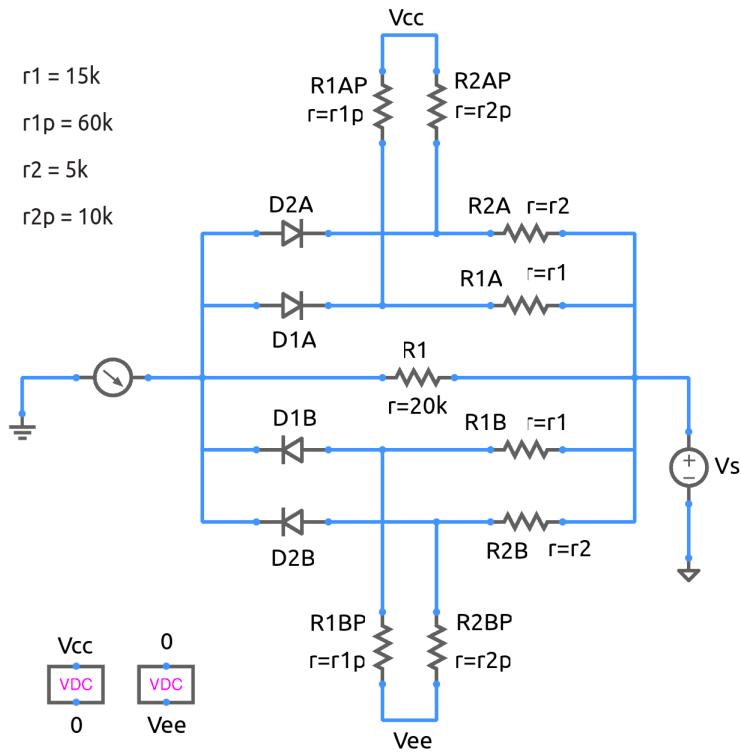 Vcc
r1 = 15k
R1AP
r=r1p
R2AP
r=r2p
r1p = 60k
r2 = 5k
r2p = 10k
D2A
R2A r=r2
R1A r=r1
D1A
R1
r=20k
D1B
R1B r=r1
+
−
Vs
D2B
R2B r=r2
R1BP
r=r1p
R2BP
r=r2p
Vcc
VDC
0
0
VDC
Vee
Vee